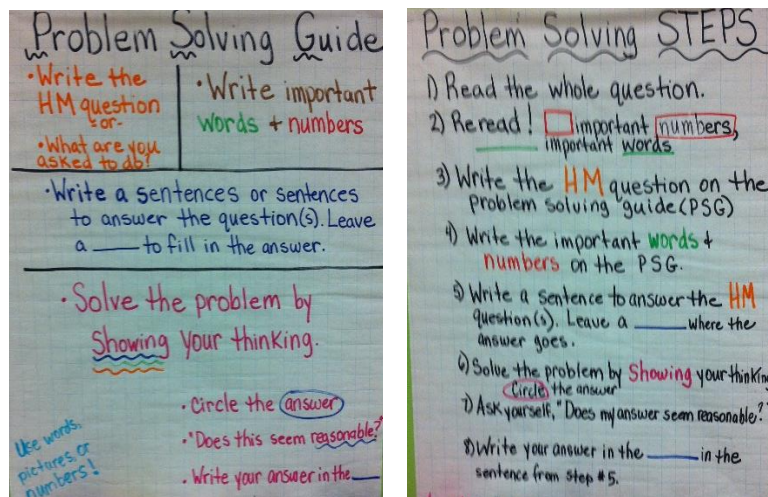 Problem Solving Guide
• Write the
HM question
-or-
• What are you
asked to do?
• Write important
words + numbers
• Write a sentences or sentences
to answer the question(s). Leave
a ____ to fill in the answer.
• Solve the problem by
Showing your thinking.
• Circle the answer
• "Does this seem reasonable?"
• Write your answer in the ____
Use words,
pictures, or
numbers!
Problem Solving STEPS
1) Read the whole question.
2) Reread! important numbers,
____ important words
3) Write the HM question on the
problem solving guide (PSG)
4) Write the important words +
numbers on the PSG.
5) Write a sentence to answer the HM
question(s). Leave a ____ where the
answer goes.
6) Solve the problem by Showing your thinking
Circle the answer
7) Ask yourself, "Does my answer seem reasonable?"
8) Write your answer in the ____ in the
sentence from step #5.